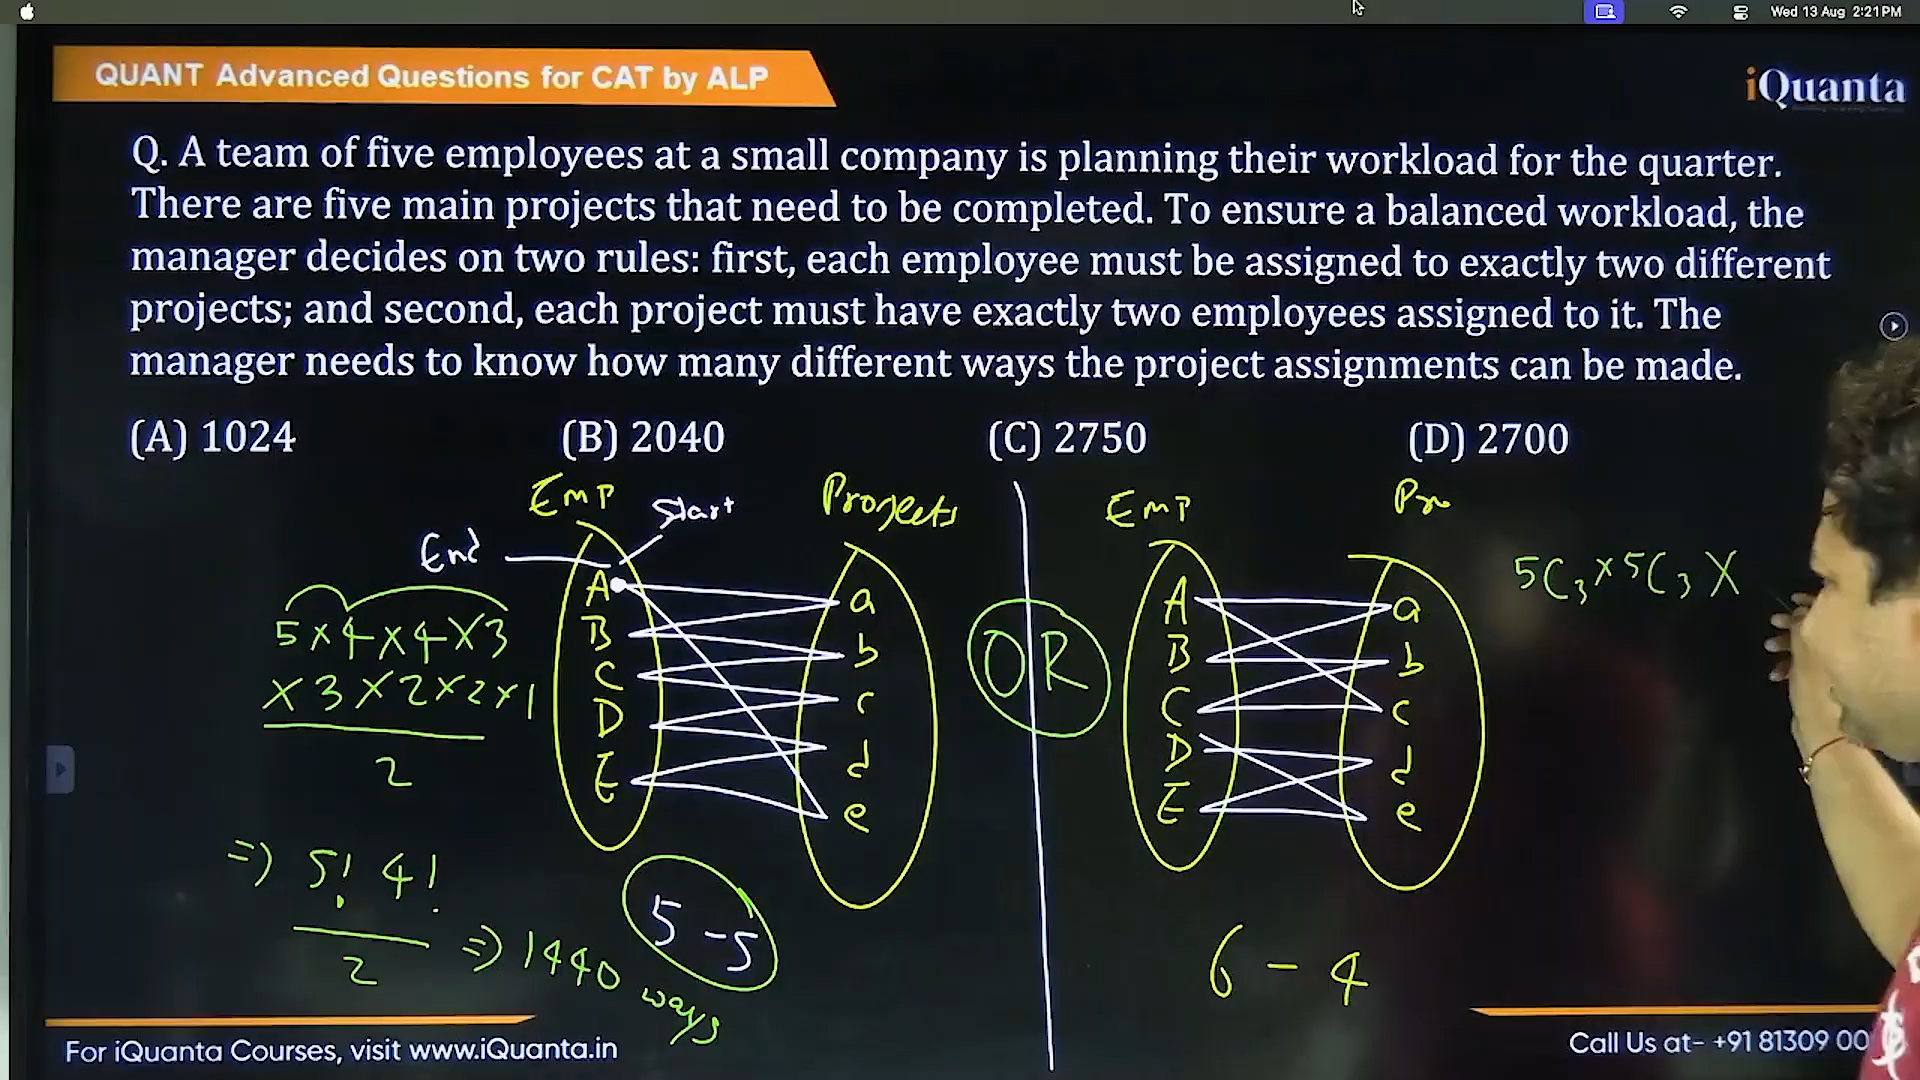 Wed 13 Aug 2:21 PM
QUANT Advanced Questions for CAT by ALP
iQuanta
Q. A team of five employees at a small company is planning their workload for the quarter.
There are five main projects that need to be completed. To ensure a balanced workload, the
manager decides on two rules: first, each employee must be assigned to exactly two different
projects; and second, each project must have exactly two employees assigned to it. The
manager needs to know how many different ways the project assignments can be made.
(A) 1024 (B) 2040 (C) 2750 (D) 2700
Emp Projects
Start
End
A a
B b
C c
D d
E e
5 × 4 × 4 × 3
× 3 × 2 × 2 × 1
2
=> 5! 4!
2
=> 1440 ways
5 - 5
OR
Emp Pro
A a
B b
C c
D d
E e
5C3 × 5C3 ×
6 - 4
For iQuanta Courses, visit www.iQuanta.in
Call Us at- +91 81309 00